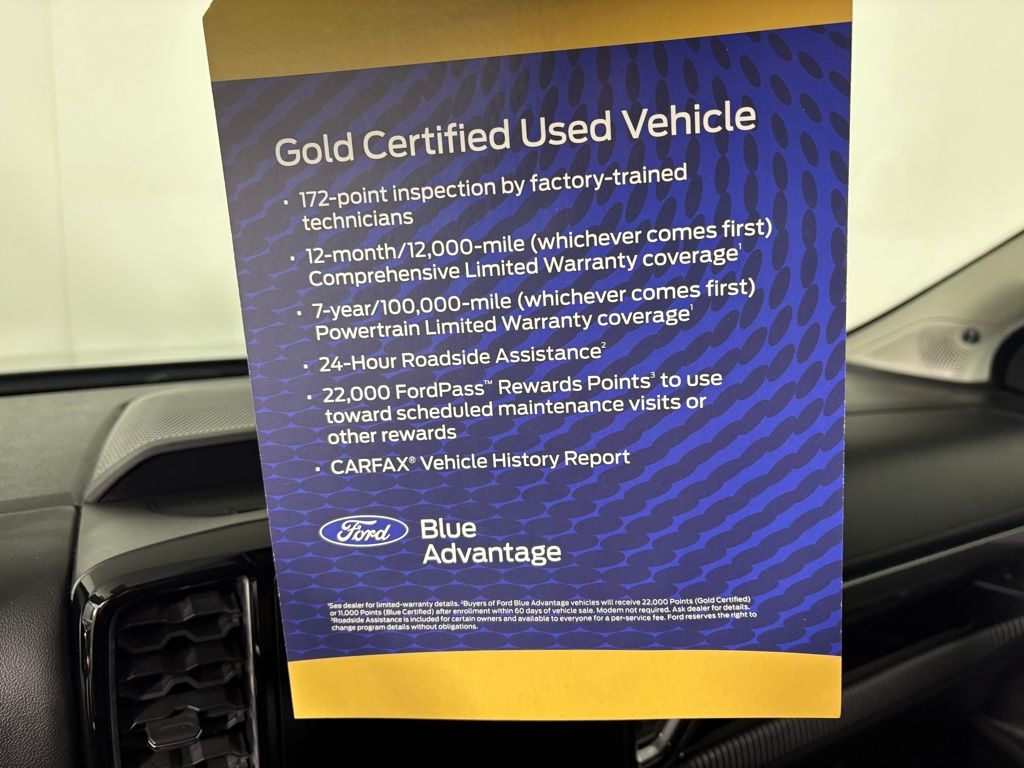 Gold Certified Used Vehicle
· 172-point inspection by factory-trained
technicians
· 12-month/12,000-mile (whichever comes first)
Comprehensive Limited Warranty coverage¹
· 7-year/100,000-mile (whichever comes first)
Powertrain Limited Warranty coverage¹
· 24-Hour Roadside Assistance²
· 22,000 FordPass™ Rewards Points³ to use
toward scheduled maintenance visits or
other rewards
· CARFAX® Vehicle History Report
Ford Blue
Advantage
¹See dealer for limited-warranty details. ²Buyers of Ford Blue Advantage vehicles will receive 22,000 Points (Gold Certified)
or 11,000 Points (Blue Certified) after enrollment within 60 days of vehicle sale. Modem not required. Ask dealer for details.
³Roadside Assistance is included for certain owners and available to everyone for a per-service fee. Ford reserves the right to
change program details without obligations.